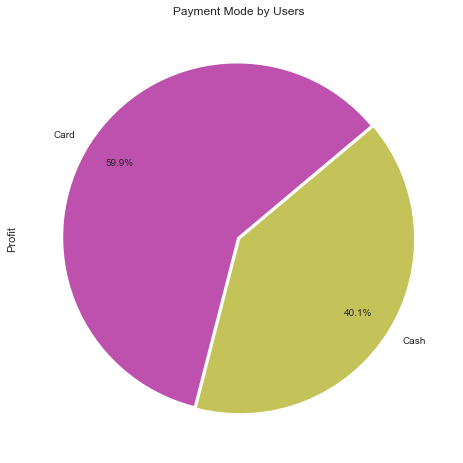 Payment Mode by Users
Card
59.9%
Profit
40.1%
Cash